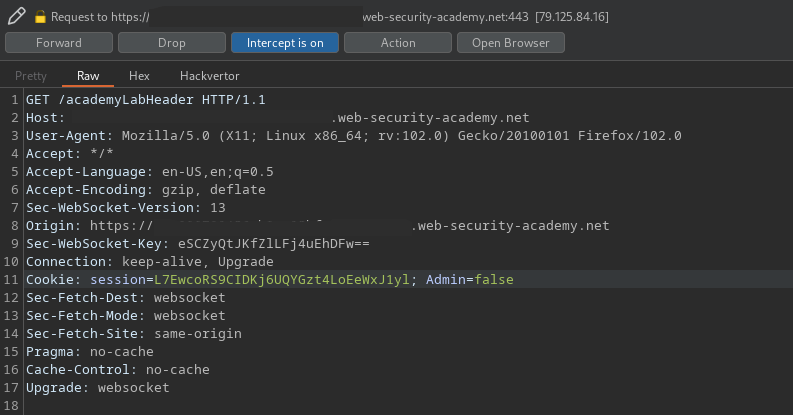 Request to https:// web-security-academy.net:443 [79.125.84.16]
Forward Drop Intercept is on Action Open Browser
Pretty Raw Hex Hackvertor
1 GET /academyLabHeader HTTP/1.1
2 Host: .web-security-academy.net
3 User-Agent: Mozilla/5.0 (X11; Linux x86_64; rv:102.0) Gecko/20100101 Firefox/102.0
4 Accept: */*
5 Accept-Language: en-US,en;q=0.5
6 Accept-Encoding: gzip, deflate
7 Sec-WebSocket-Version: 13
8 Origin: https:// .web-security-academy.net
9 Sec-WebSocket-Key: eSCZyQtJKfZlLFj4uEhDFw==
10 Connection: keep-alive, Upgrade
11 Cookie: session=L7EwcoRS9CIDKj6UQYGzt4LoEeWxJ1yl; Admin=false
12 Sec-Fetch-Dest: websocket
13 Sec-Fetch-Mode: websocket
14 Sec-Fetch-Site: same-origin
15 Pragma: no-cache
16 Cache-Control: no-cache
17 Upgrade: websocket
18